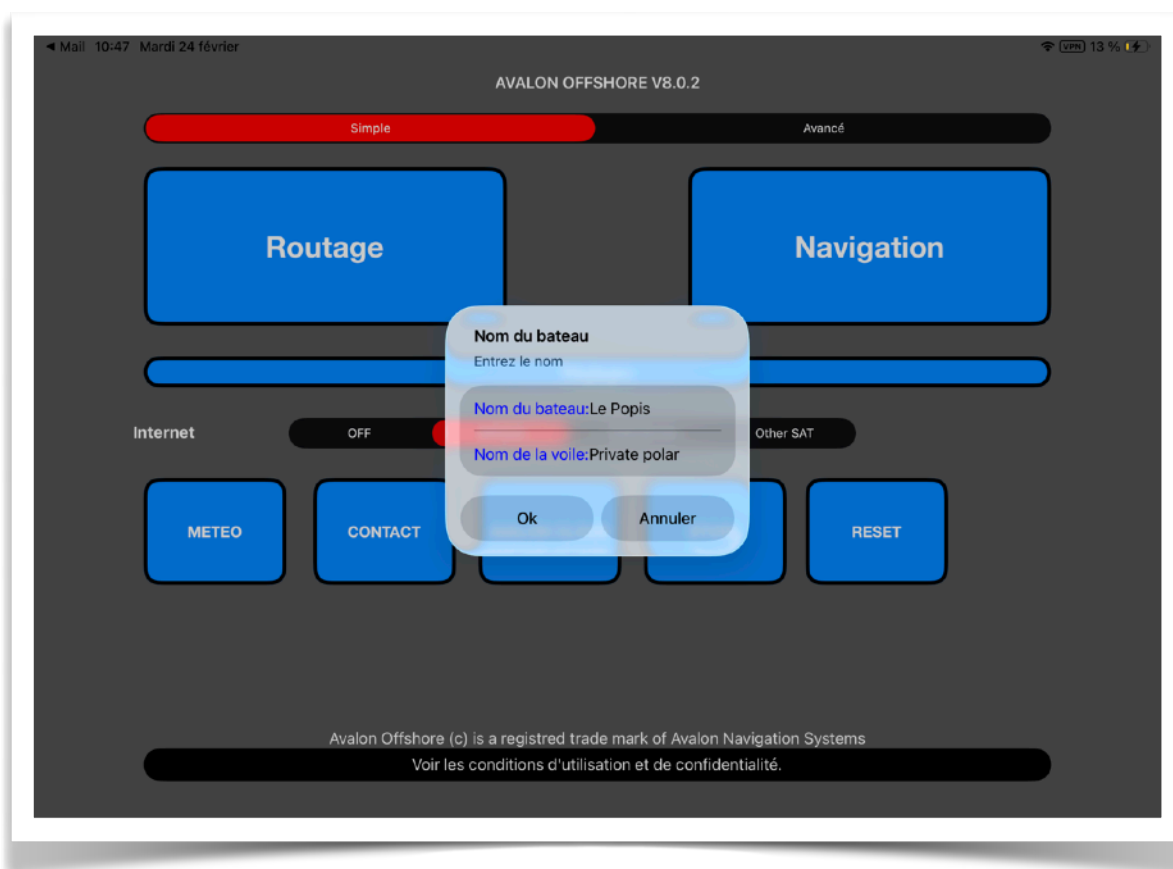 ◄ Mail 10:47 Mardi 24 février VPN 13 %
AVALON OFFSHORE V8.0.2
Simple Avancé
Routage Navigation
Nom du bateau
Entrez le nom
Nom du bateau:Le Popis
Internet OFF Other SAT
Nom de la voile:Private polar
Ok Annuler
METEO CONTACT RESET
Avalon Offshore (c) is a registred trade mark of Avalon Navigation Systems
Voir les conditions d'utilisation et de confidentialité.